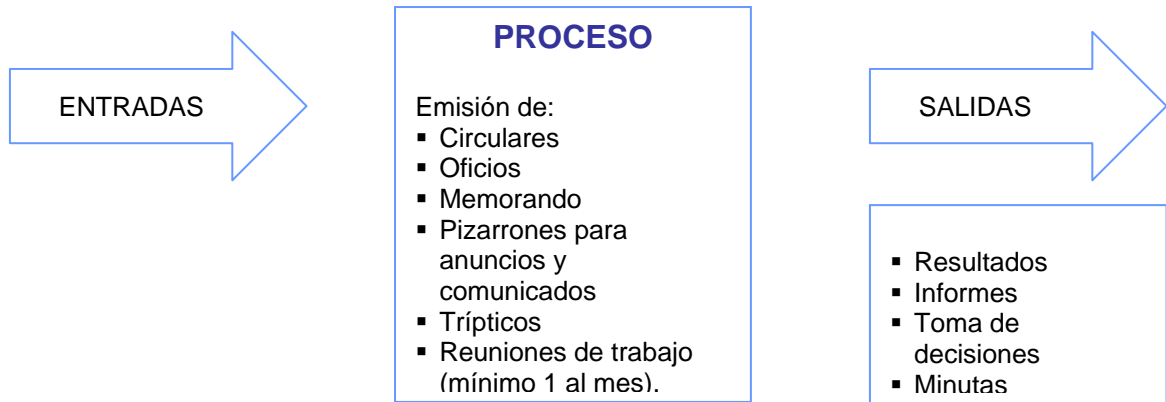 ENTRADAS
PROCESO
Emisión de:
▪ Circulares
▪ Oficios
▪ Memorando
▪ Pizarrones para
anuncios y
comunicados
▪ Trípticos
▪ Reuniones de trabajo
(mínimo 1 al mes).
SALIDAS
▪ Resultados
▪ Informes
▪ Toma de
decisiones
▪ Minutas